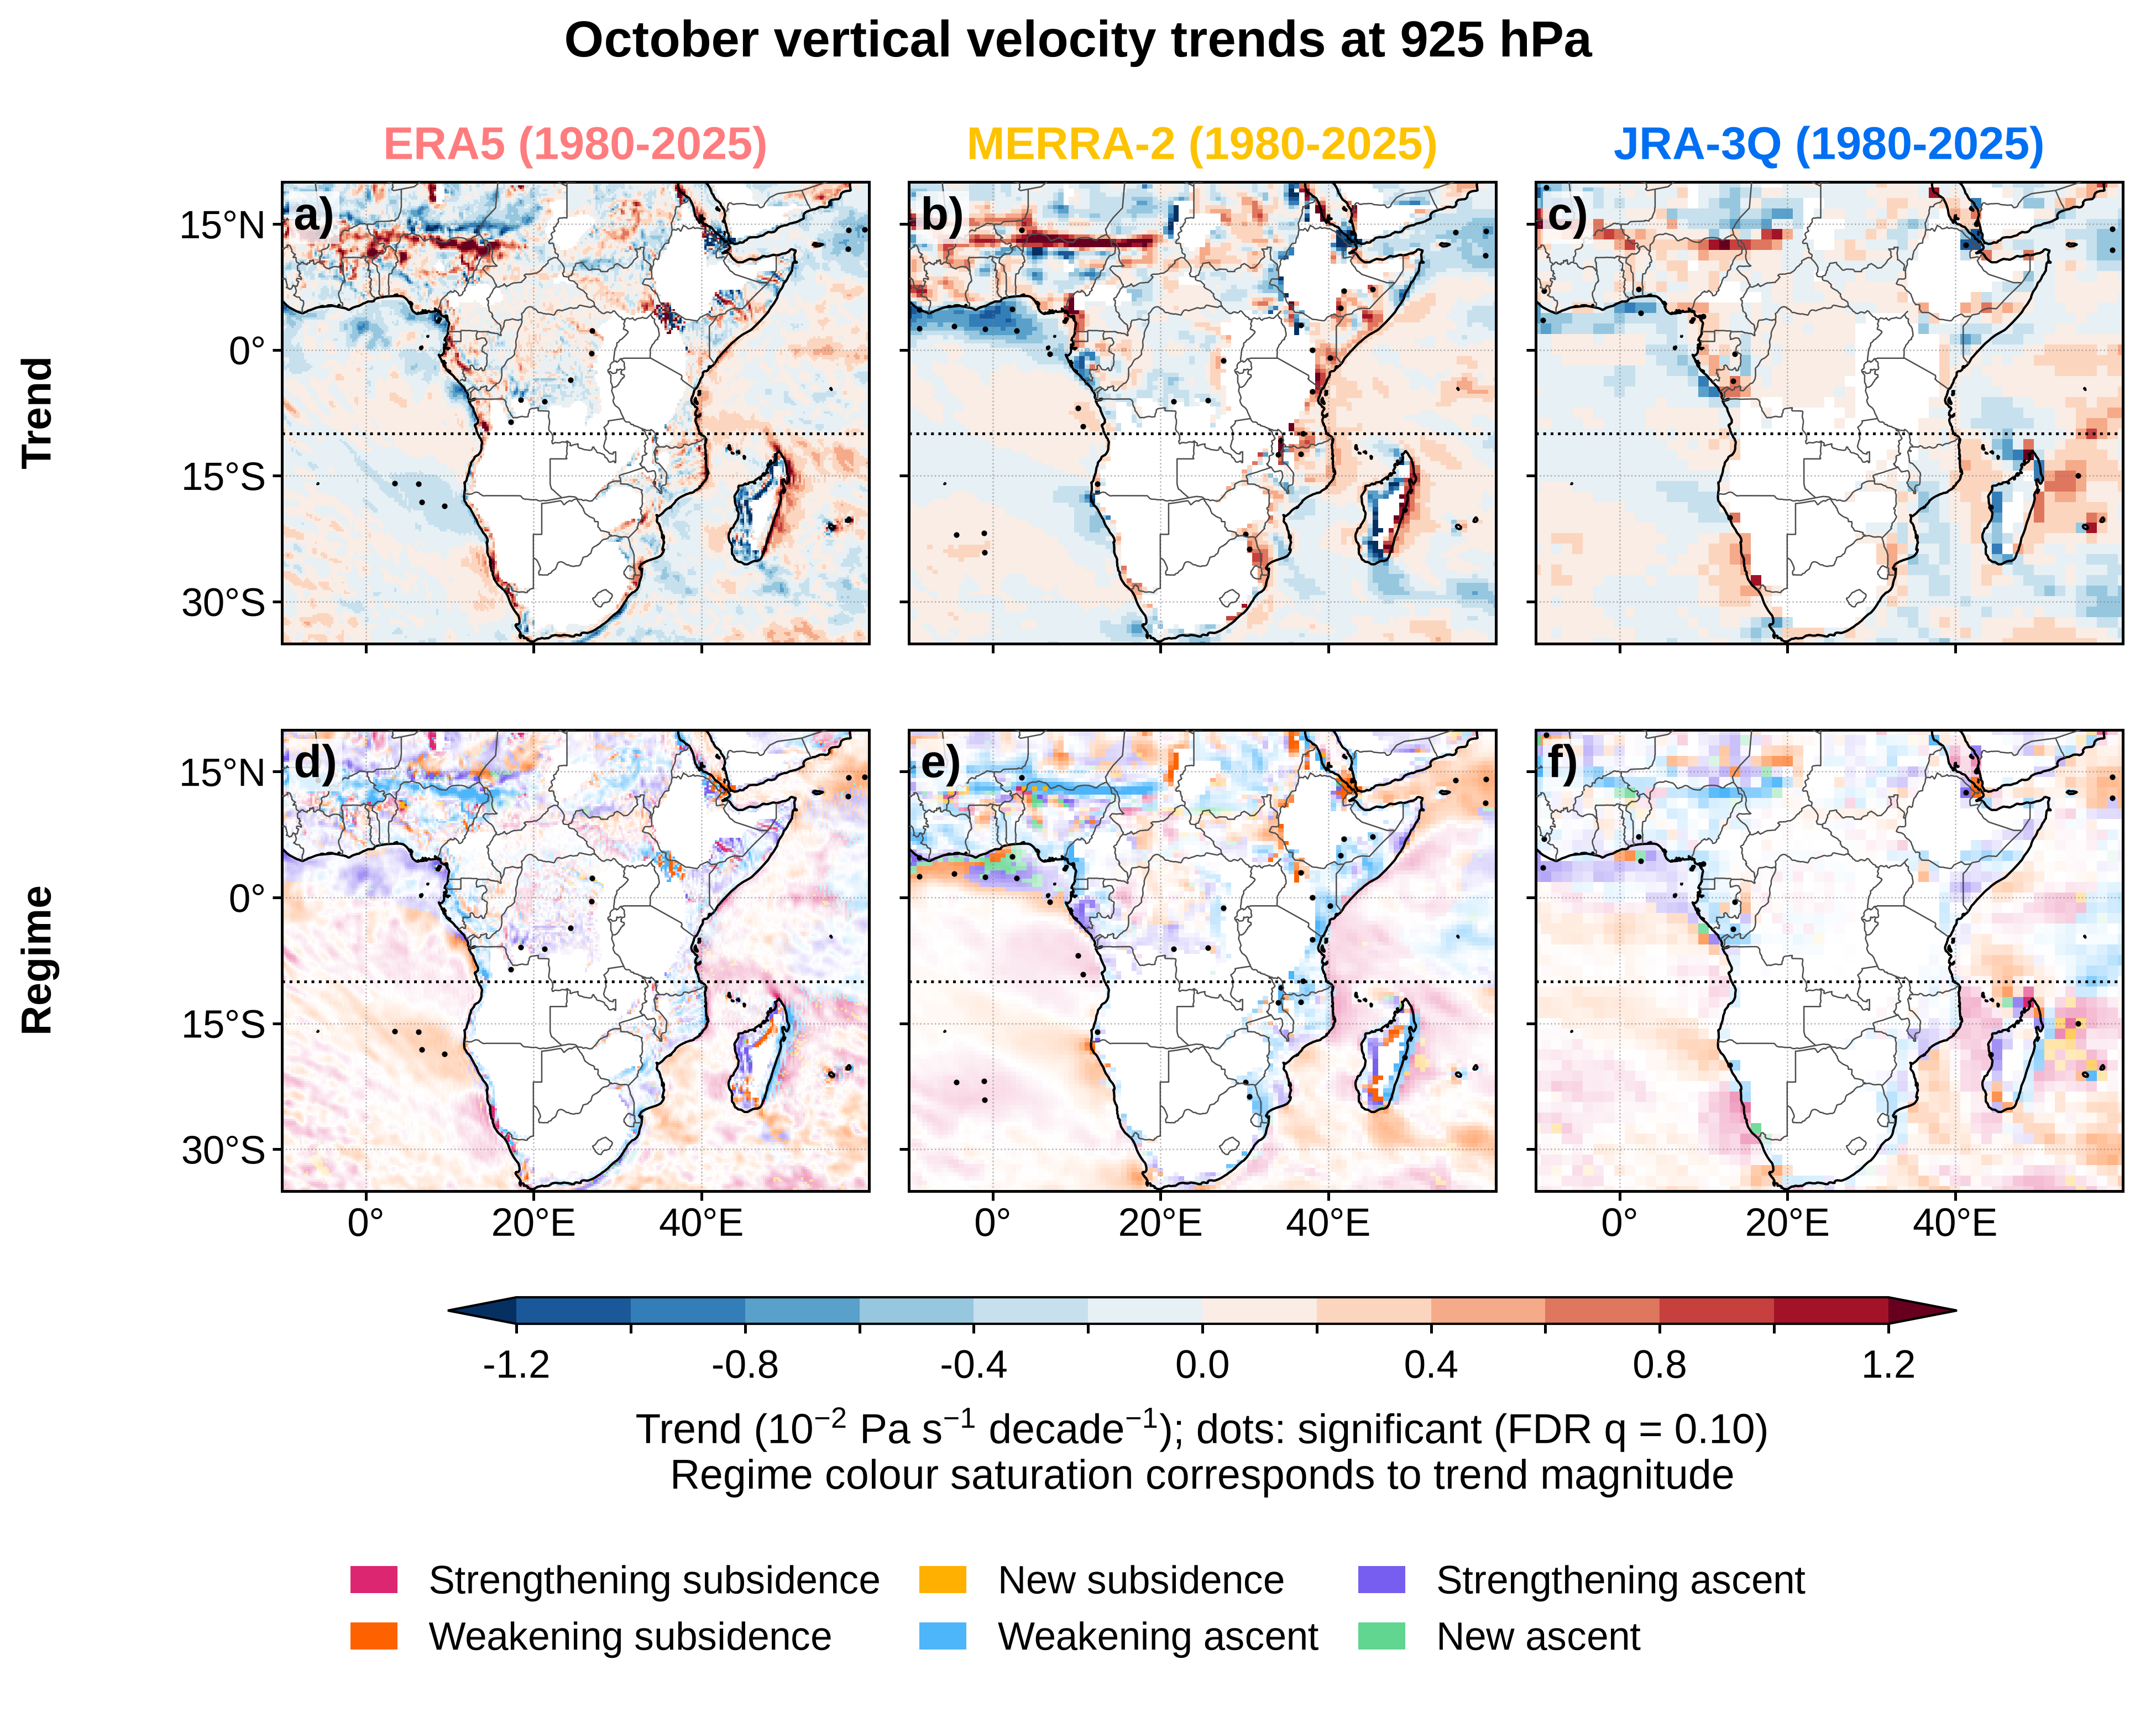 October vertical velocity trends at 925 hPa
ERA5 (1980-2025) MERRA-2 (1980-2025) JRA-3Q (1980-2025)
Trend
a) b) c)
15°N
0°
15°S
30°S
Regime
d) e) f)
15°N
0°
15°S
30°S
0° 20°E 40°E 0° 20°E 40°E 0° 20°E 40°E
-1.2 -0.8 -0.4 0.0 0.4 0.8 1.2
Trend (10⁻² Pa s⁻¹ decade⁻¹); dots: significant (FDR q = 0.10)
Regime colour saturation corresponds to trend magnitude
Strengthening subsidence New subsidence Strengthening ascent
Weakening subsidence Weakening ascent New ascent